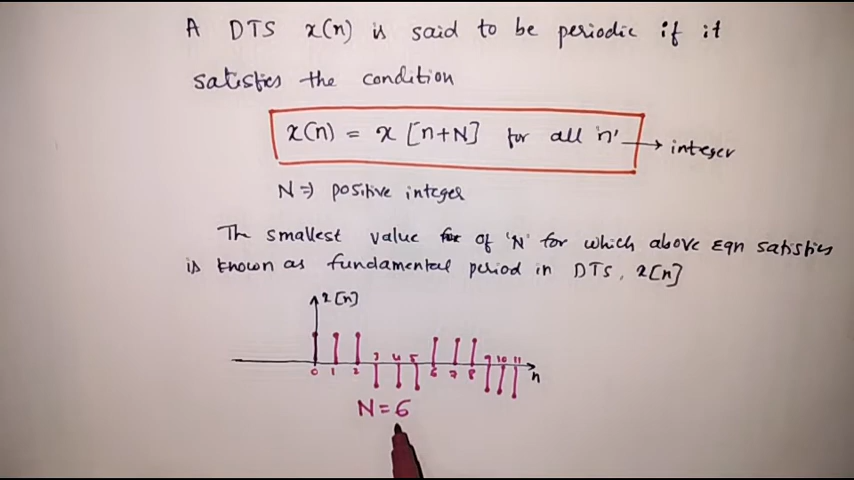 A DTS x(n) is said to be periodic if it
satisfies the condition
x(n) = x [n+N] for all 'n' → integer
N ⇒ positive integer
The smallest value of 'N' for which above Eqn satisfies
is known as fundamental period in DTS, x[n]
x[n]
3 4 5 9 10 11
0 1 2 6 7 8 n
N=6